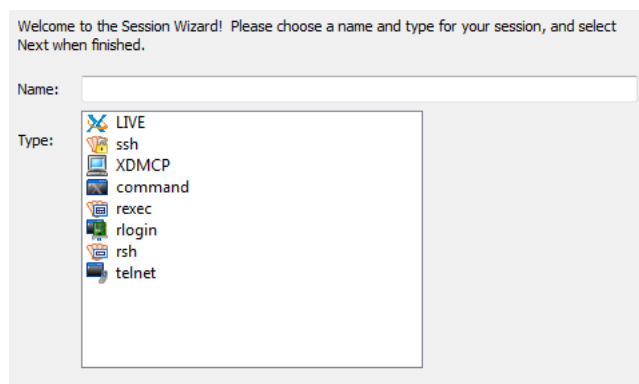 Welcome to the Session Wizard! Please choose a name and type for your session, and select
Next when finished.
Name:
Type:
LIVE
ssh
XDMCP
command
rexec
rlogin
rsh
telnet